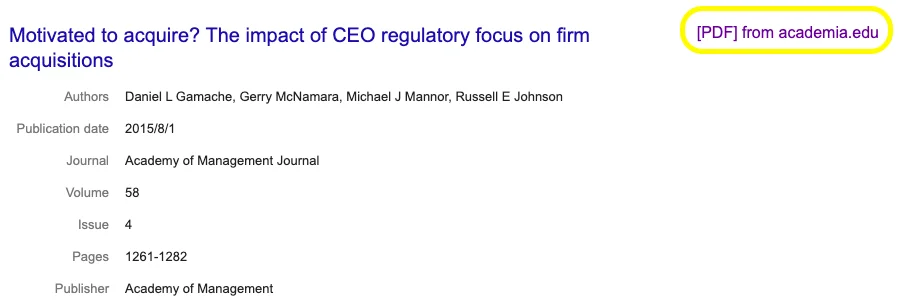 Motivated to acquire? The impact of CEO regulatory focus on firm
acquisitions
[PDF] from academia.edu
Authors Daniel L Gamache, Gerry McNamara, Michael J Mannor, Russell E Johnson
Publication date 2015/8/1
Journal Academy of Management Journal
Volume 58
Issue 4
Pages 1261-1282
Publisher Academy of Management